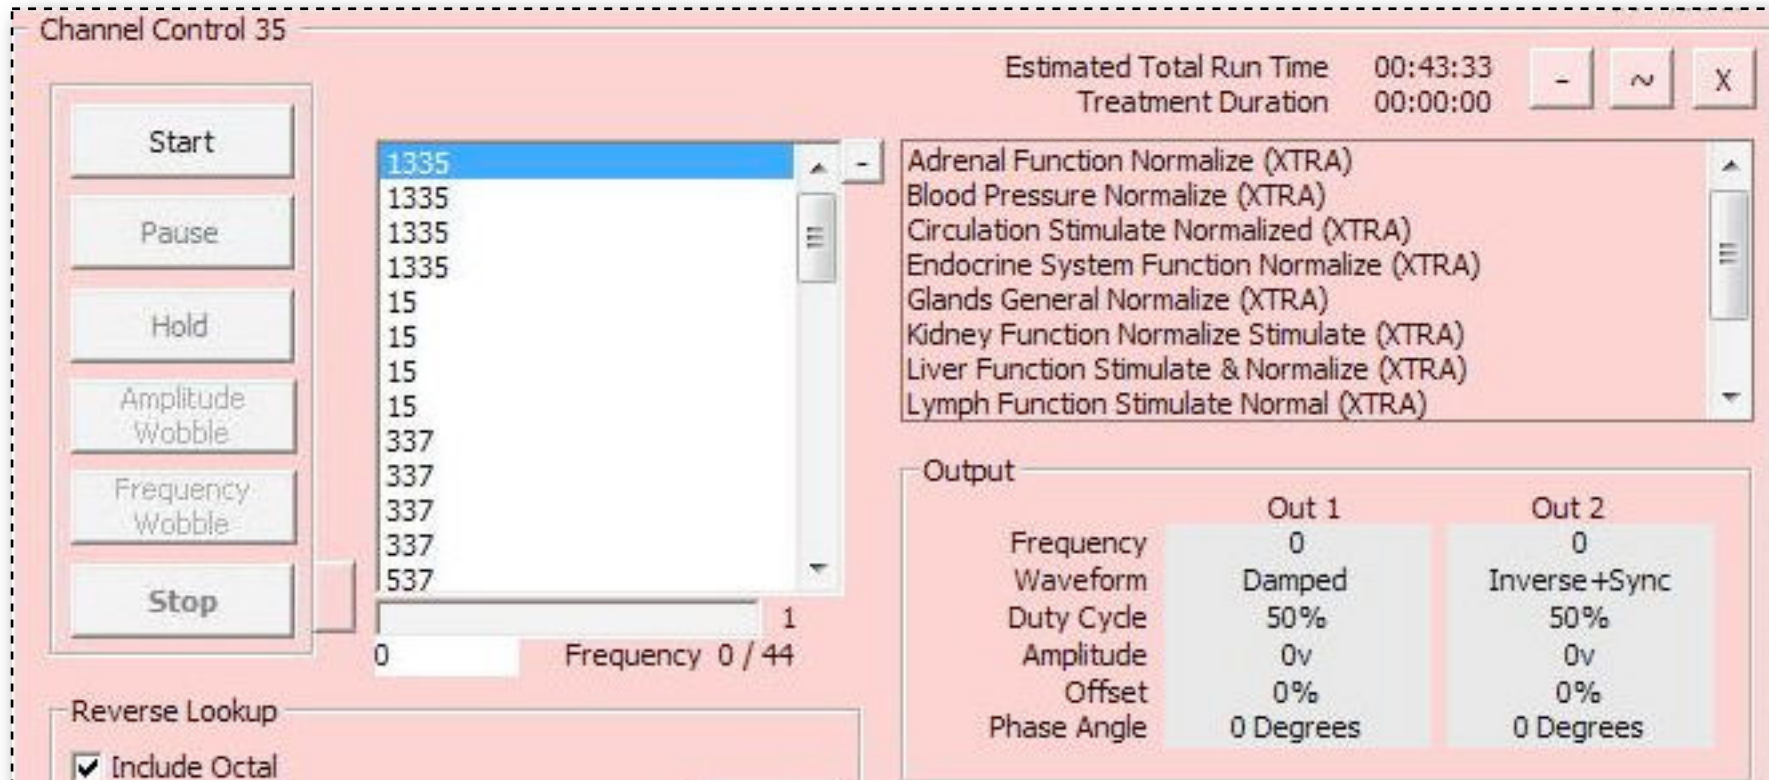 Channel Control 35
Estimated Total Run Time 00:43:33
Treatment Duration 00:00:00
- ~ X
Start
Pause
Hold
Amplitude
Wobble
Frequency
Wobble
Stop
1335
1335
1335
1335
15
15
15
15
337
337
337
337
537
-
1
0 Frequency 0 / 44
Adrenal Function Normalize (XTRA)
Blood Pressure Normalize (XTRA)
Circulation Stimulate Normalized (XTRA)
Endocrine System Function Normalize (XTRA)
Glands General Normalize (XTRA)
Kidney Function Normalize Stimulate (XTRA)
Liver Function Stimulate & Normalize (XTRA)
Lymph Function Stimulate Normal (XTRA)
Output
Out 1 Out 2
Frequency 0 0
Waveform Damped Inverse+Sync
Duty Cycle 50% 50%
Amplitude 0v 0v
Offset 0% 0%
Phase Angle 0 Degrees 0 Degrees
Reverse Lookup
Include Octal